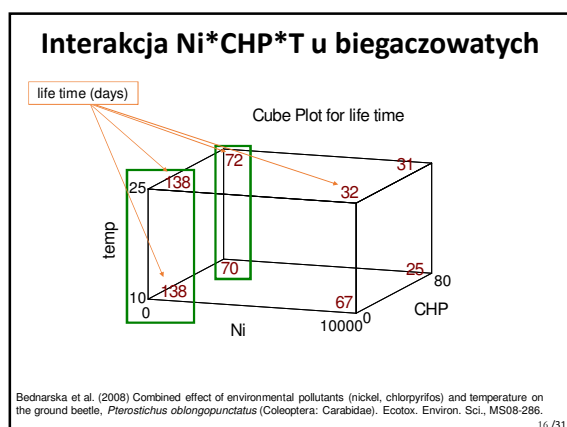 Interakcja Ni*CHP*T u biegaczowatych
life time (days)
Cube Plot for life time
72
31
25
138
32
temp
70
25
80
10
138
67
0
10000
0
CHP
Ni
Bednarska et al. (2008) Combined effect of environmental pollutants (nickel, chlorpyrifos) and temperature on
the ground beetle, Pterostichus oblongopunctatus (Coleoptera: Carabidae). Ecotox. Environ. Sci., MS08-286.
16 /31